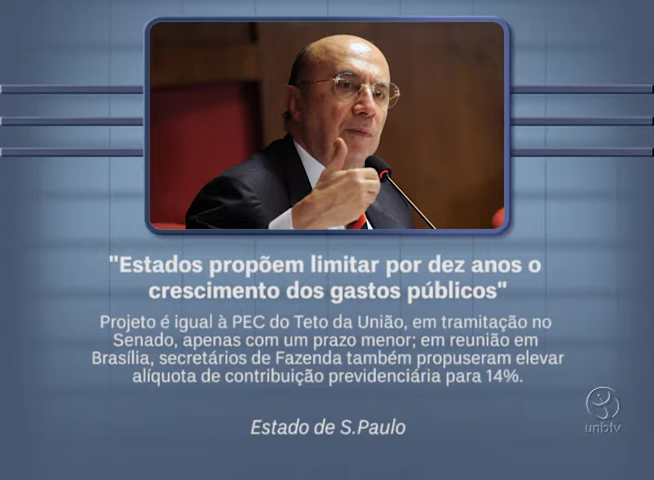 "Estados propõem limitar por dez anos o
crescimento dos gastos públicos"
Projeto é igual à PEC do Teto da União, em tramitação no
Senado, apenas com um prazo menor; em reunião em
Brasília, secretários de Fazenda também propuseram elevar
alíquota de contribuição previdenciária para 14%.
Estado de S.Paulo
unbtv